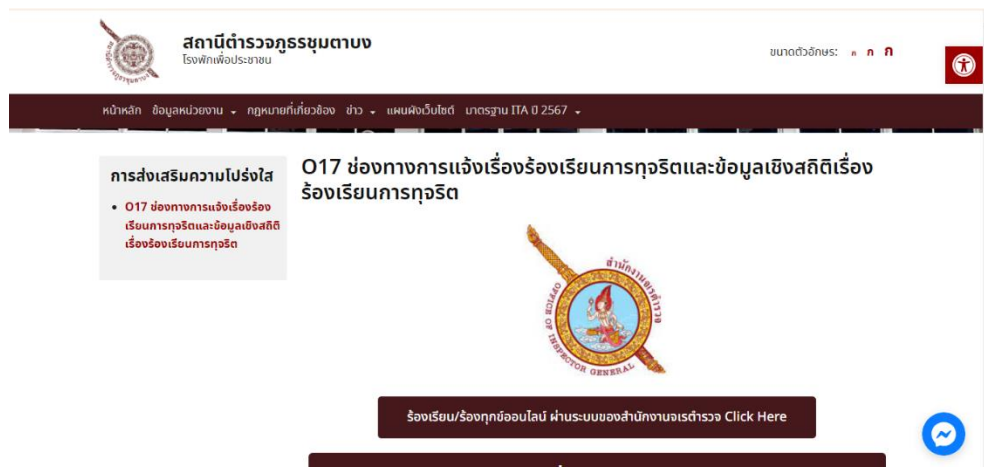 สถานีตำรวจภูธรชุมตาบง
โรงพักเพื่อประชาชน
ขนาดตัวอักษร: ก ก ก
หน้าหลัก ข้อมูลหน่วยงาน กฎหมายที่เกี่ยวข้อง ข่าว แผนผังเว็บไซต์ มาตรฐาน ITA ปี 2567
การส่งเสริมความโปร่งใส
• O17 ช่องทางการแจ้งเรื่องร้อง
เรียนการทุจริตและข้อมูลเชิงสถิติ
เรื่องร้องเรียนการทุจริต
O17 ช่องทางการแจ้งเรื่องร้องเรียนการทุจริตและข้อมูลเชิงสถิติเรื่อง
ร้องเรียนการทุจริต
สำนักงานจเรตำรวจ
OFFICE OF INSPECTOR GENERAL
ร้องเรียน/ร้องทุกข์ออนไลน์ ผ่านระบบของสำนักงานจเรตำรวจ Click Here